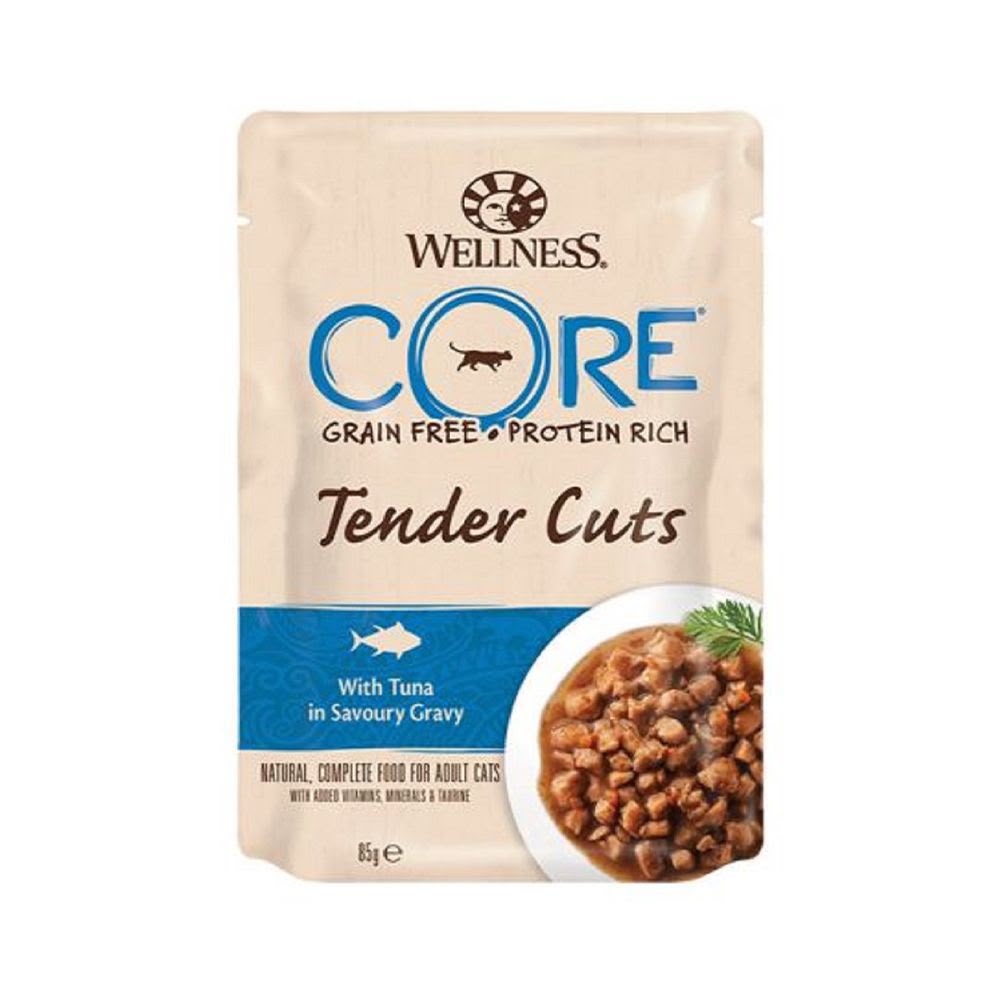 WELLNESS®
CORE®
GRAIN FREE • PROTEIN RICH
Tender Cuts
With Tuna
in Savoury Gravy
NATURAL, COMPLETE FOOD FOR ADULT CATS
WITH ADDED VITAMINS, MINERALS & TAURINE
85g ℮